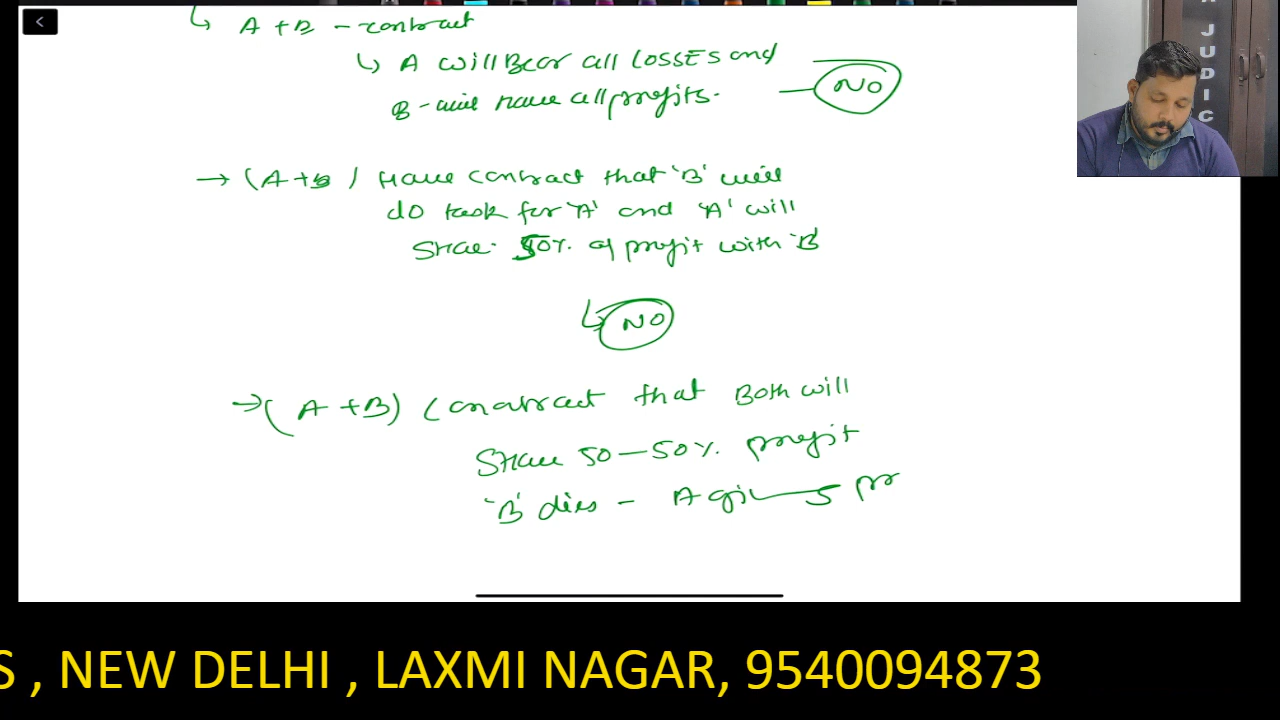 ↳ A + B - contract
↳ A will Bear all LOSSES and
B - will Have all profits. - NO
→ (A+B) Have contract that 'B' will
do task for 'A' and 'A' will
Share 50% of profit with 'B'
↳ NO
→ (A+B) contract that Both will
Share 50-50% profit
'B' dies - A gives pr
JUDIC
S , NEW DELHI , LAXMI NAGAR, 9540094873